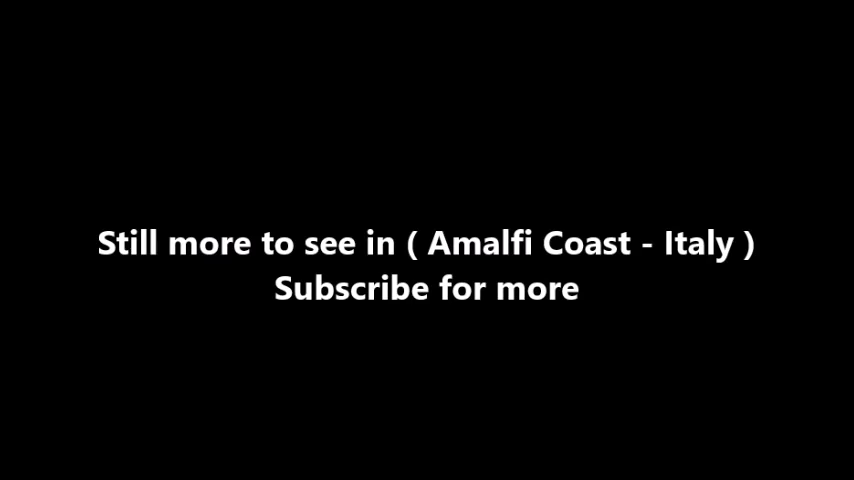 Still more to see in ( Amalfi Coast - Italy )
Subscribe for more